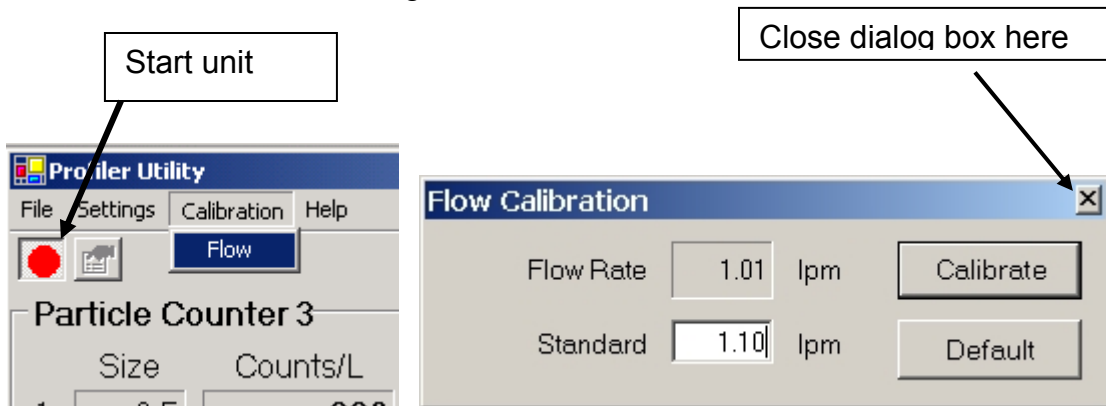 Start unit
Close dialog box here
Profiler Utility
File Settings Calibration Help
Flow
Particle Counter 3
Size Counts/L
Flow Calibration
Flow Rate 1.01 lpm Calibrate
Standard 1.10 lpm Default